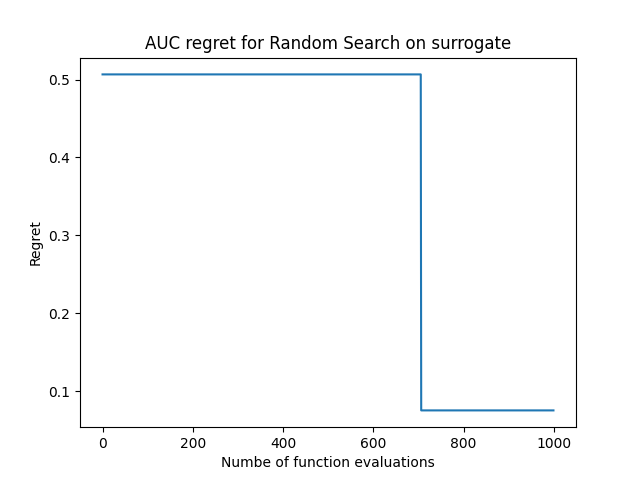 AUC regret for Random Search on surrogate
0.5
0.4
0.3
0.2
0.1
Regret
0 200 400 600 800 1000
Numbe of function evaluations